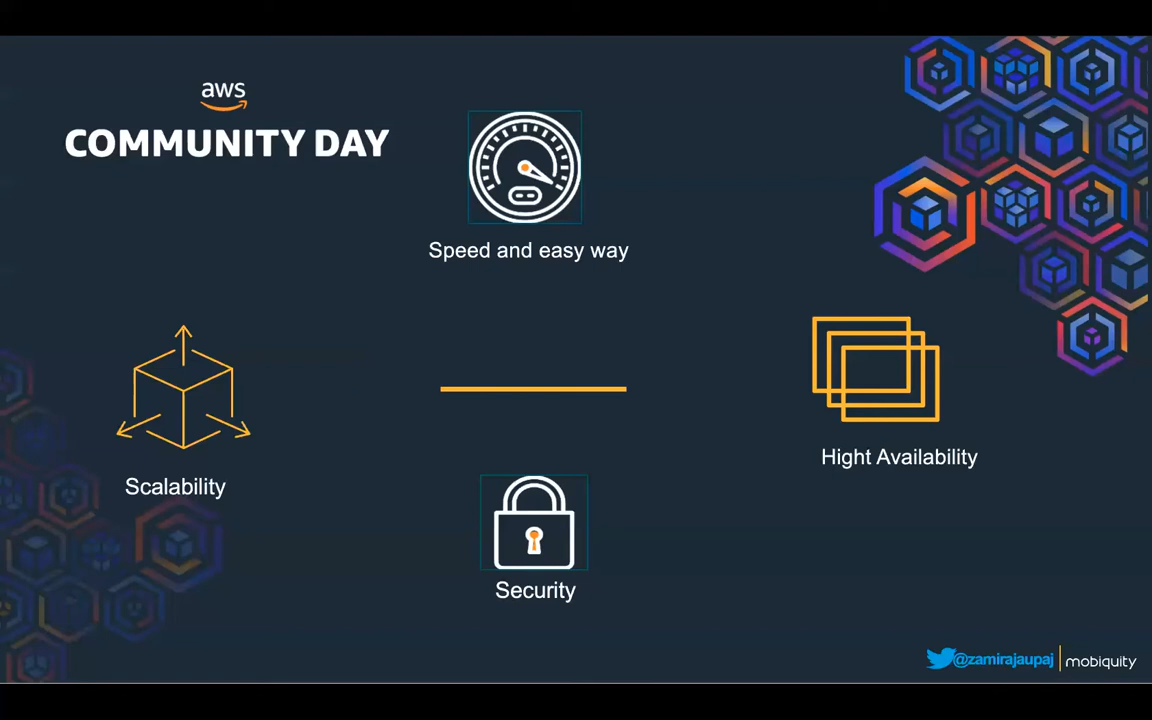 aws
COMMUNITY DAY
Speed and easy way
Scalability
Hight Availability
Security
@zamirajaupaj
mobiquity